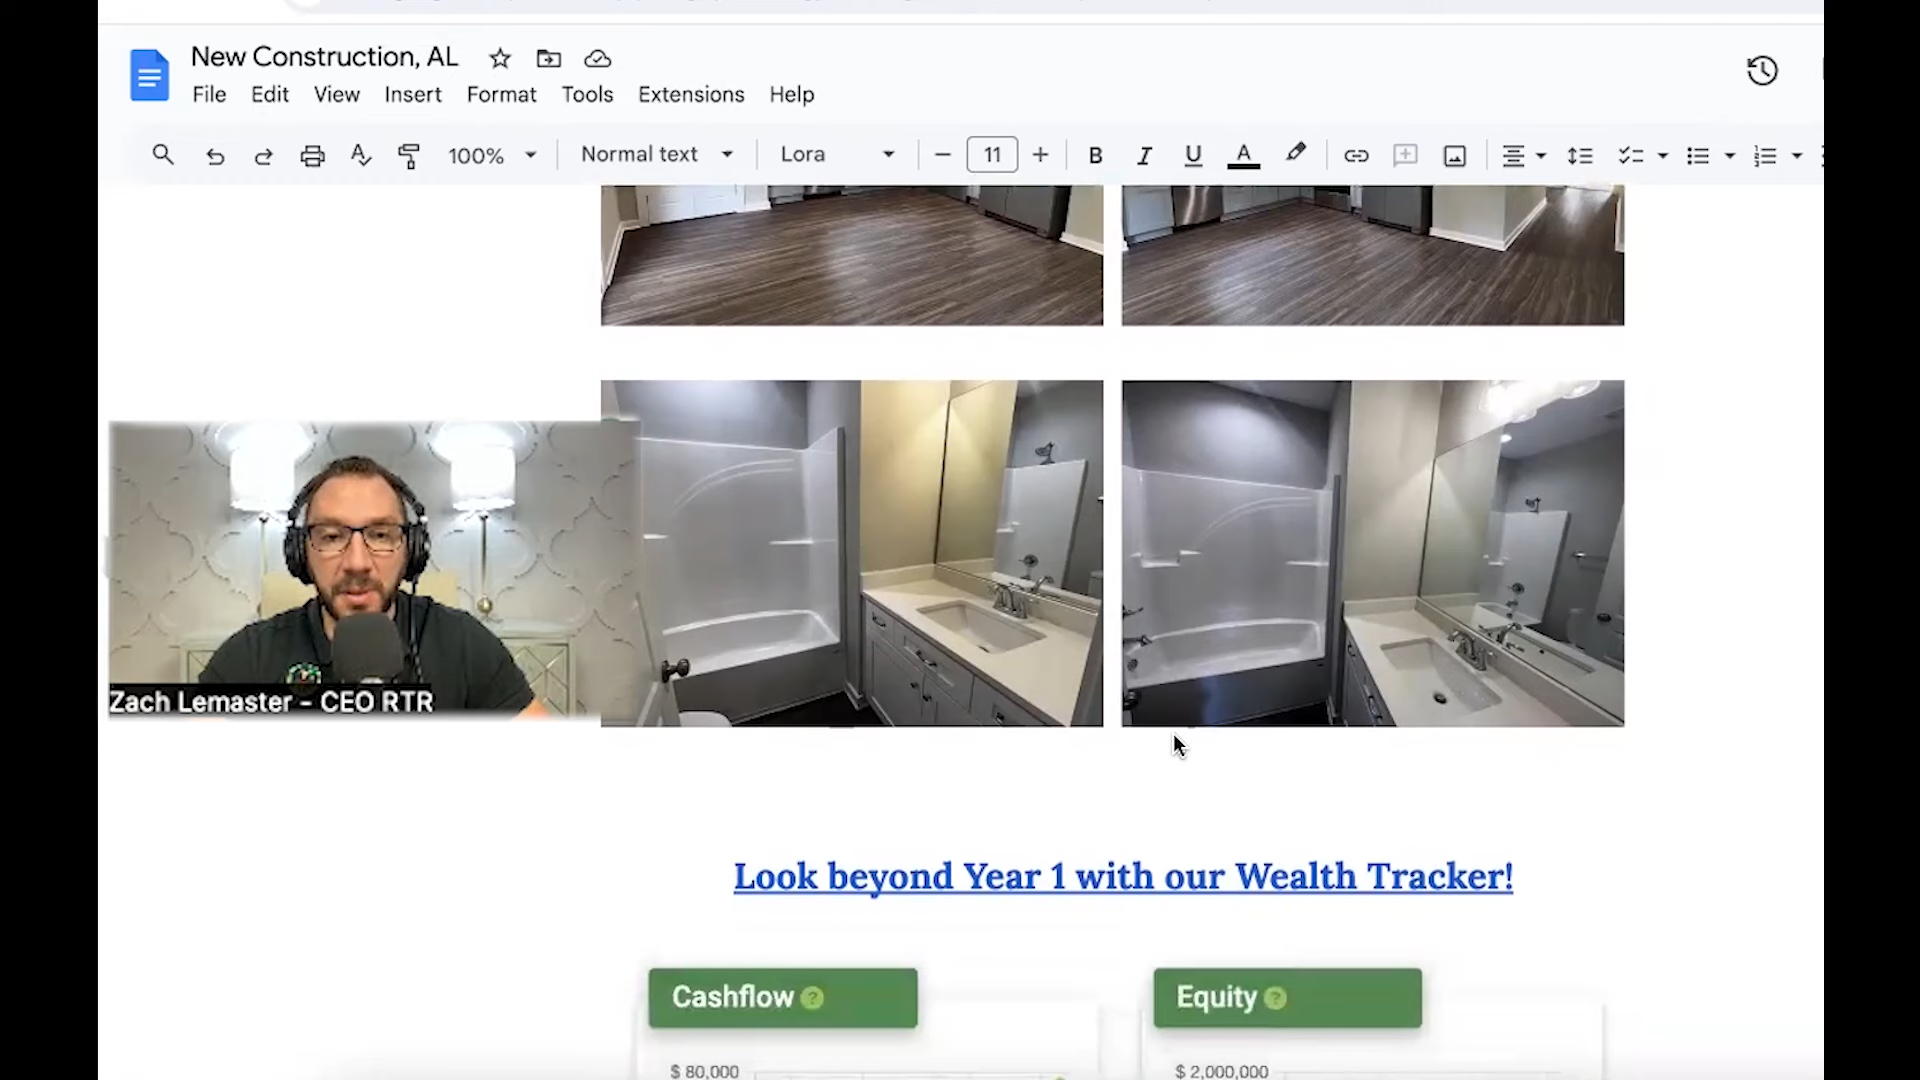 New Construction, AL
File Edit View Insert Format Tools Extensions Help
100% Normal text Lora 11 B I U A
Zach Lemaster - CEO RTR
Look beyond Year 1 with our Wealth Tracker!
Cashflow ? Equity ?
$ 80,000 $ 2,000,000